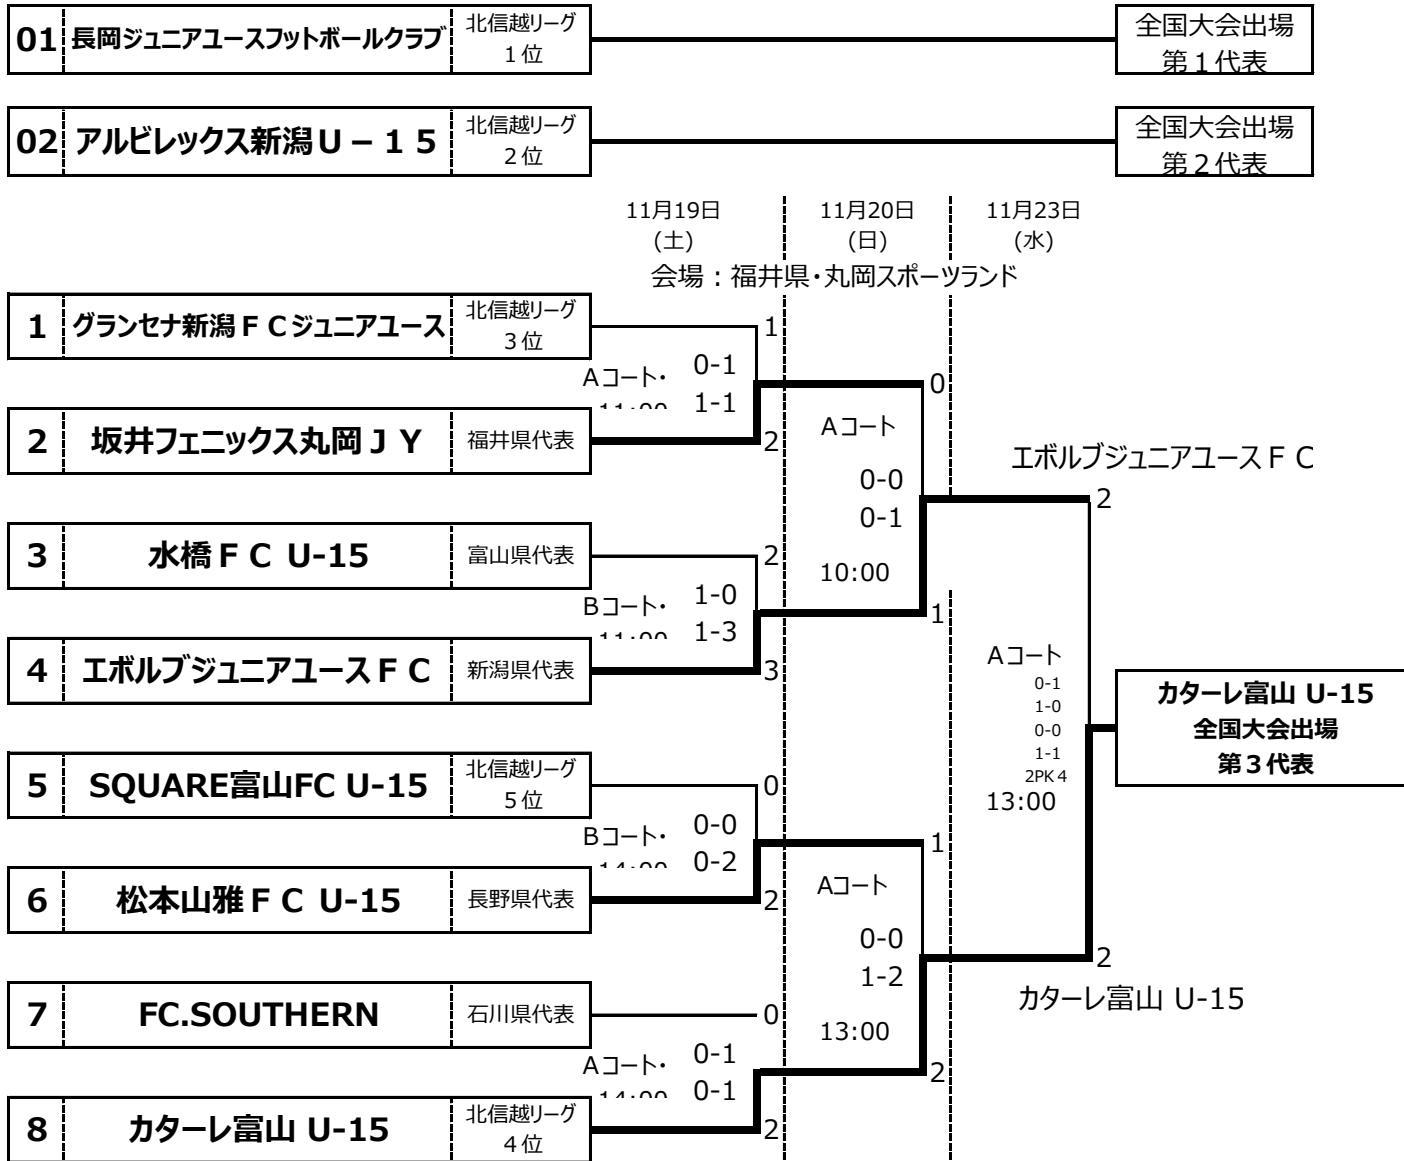 01 長岡ジュニアユースフットボールクラブ 北信越リーグ
1位
全国大会出場
第１代表
02 アルビレックス新潟Ｕ－１５ 北信越リーグ
2位
全国大会出場
第２代表
11月19日 11月20日 11月23日
(土) (日) (水)
会場：福井県・丸岡スポーツランド
1 グランセナ新潟ＦＣジュニアユース 北信越リーグ
3位
1
Aコート・ 0-1
11:00 1-1
0
2 坂井フェニックス丸岡ＪＹ 福井県代表
2
Aコート
0-0
0-1
10:00
エボルブジュニアユースＦＣ
2
3 水橋ＦＣ U-15 富山県代表
2
Bコート・ 1-0
11:00 1-3
1
4 エボルブジュニアユースＦＣ 新潟県代表
3
Aコート
0-1
1-0
0-0
1-1
2PK4
13:00
カターレ富山 U-15
全国大会出場
第３代表
5 SQUARE富山FC U-15 北信越リーグ
5位
0
Bコート・ 0-0
14:00 0-2
1
6 松本山雅ＦＣ U-15 長野県代表
2
Aコート
0-0
1-2
13:00
2
カターレ富山 U-15
7 FC.SOUTHERN 石川県代表
0
Aコート・ 0-1
14:00 0-1
2
8 カターレ富山 U-15 北信越リーグ
4位
2